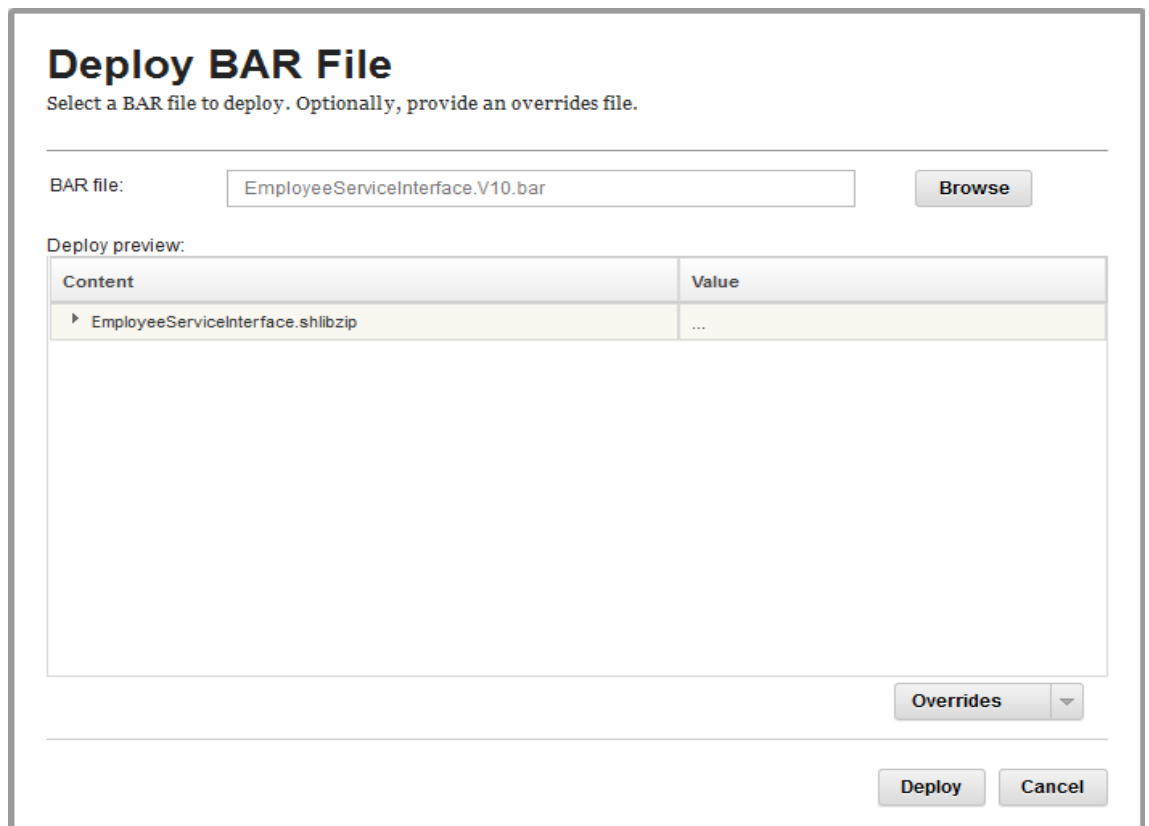 Deploy BAR File
Select a BAR file to deploy. Optionally, provide an overrides file.
BAR file: EmployeeServiceInterface.V10.bar Browse
Deploy preview:
Content Value
EmployeeServiceInterface.shlibzip ...
Overrides
Deploy Cancel